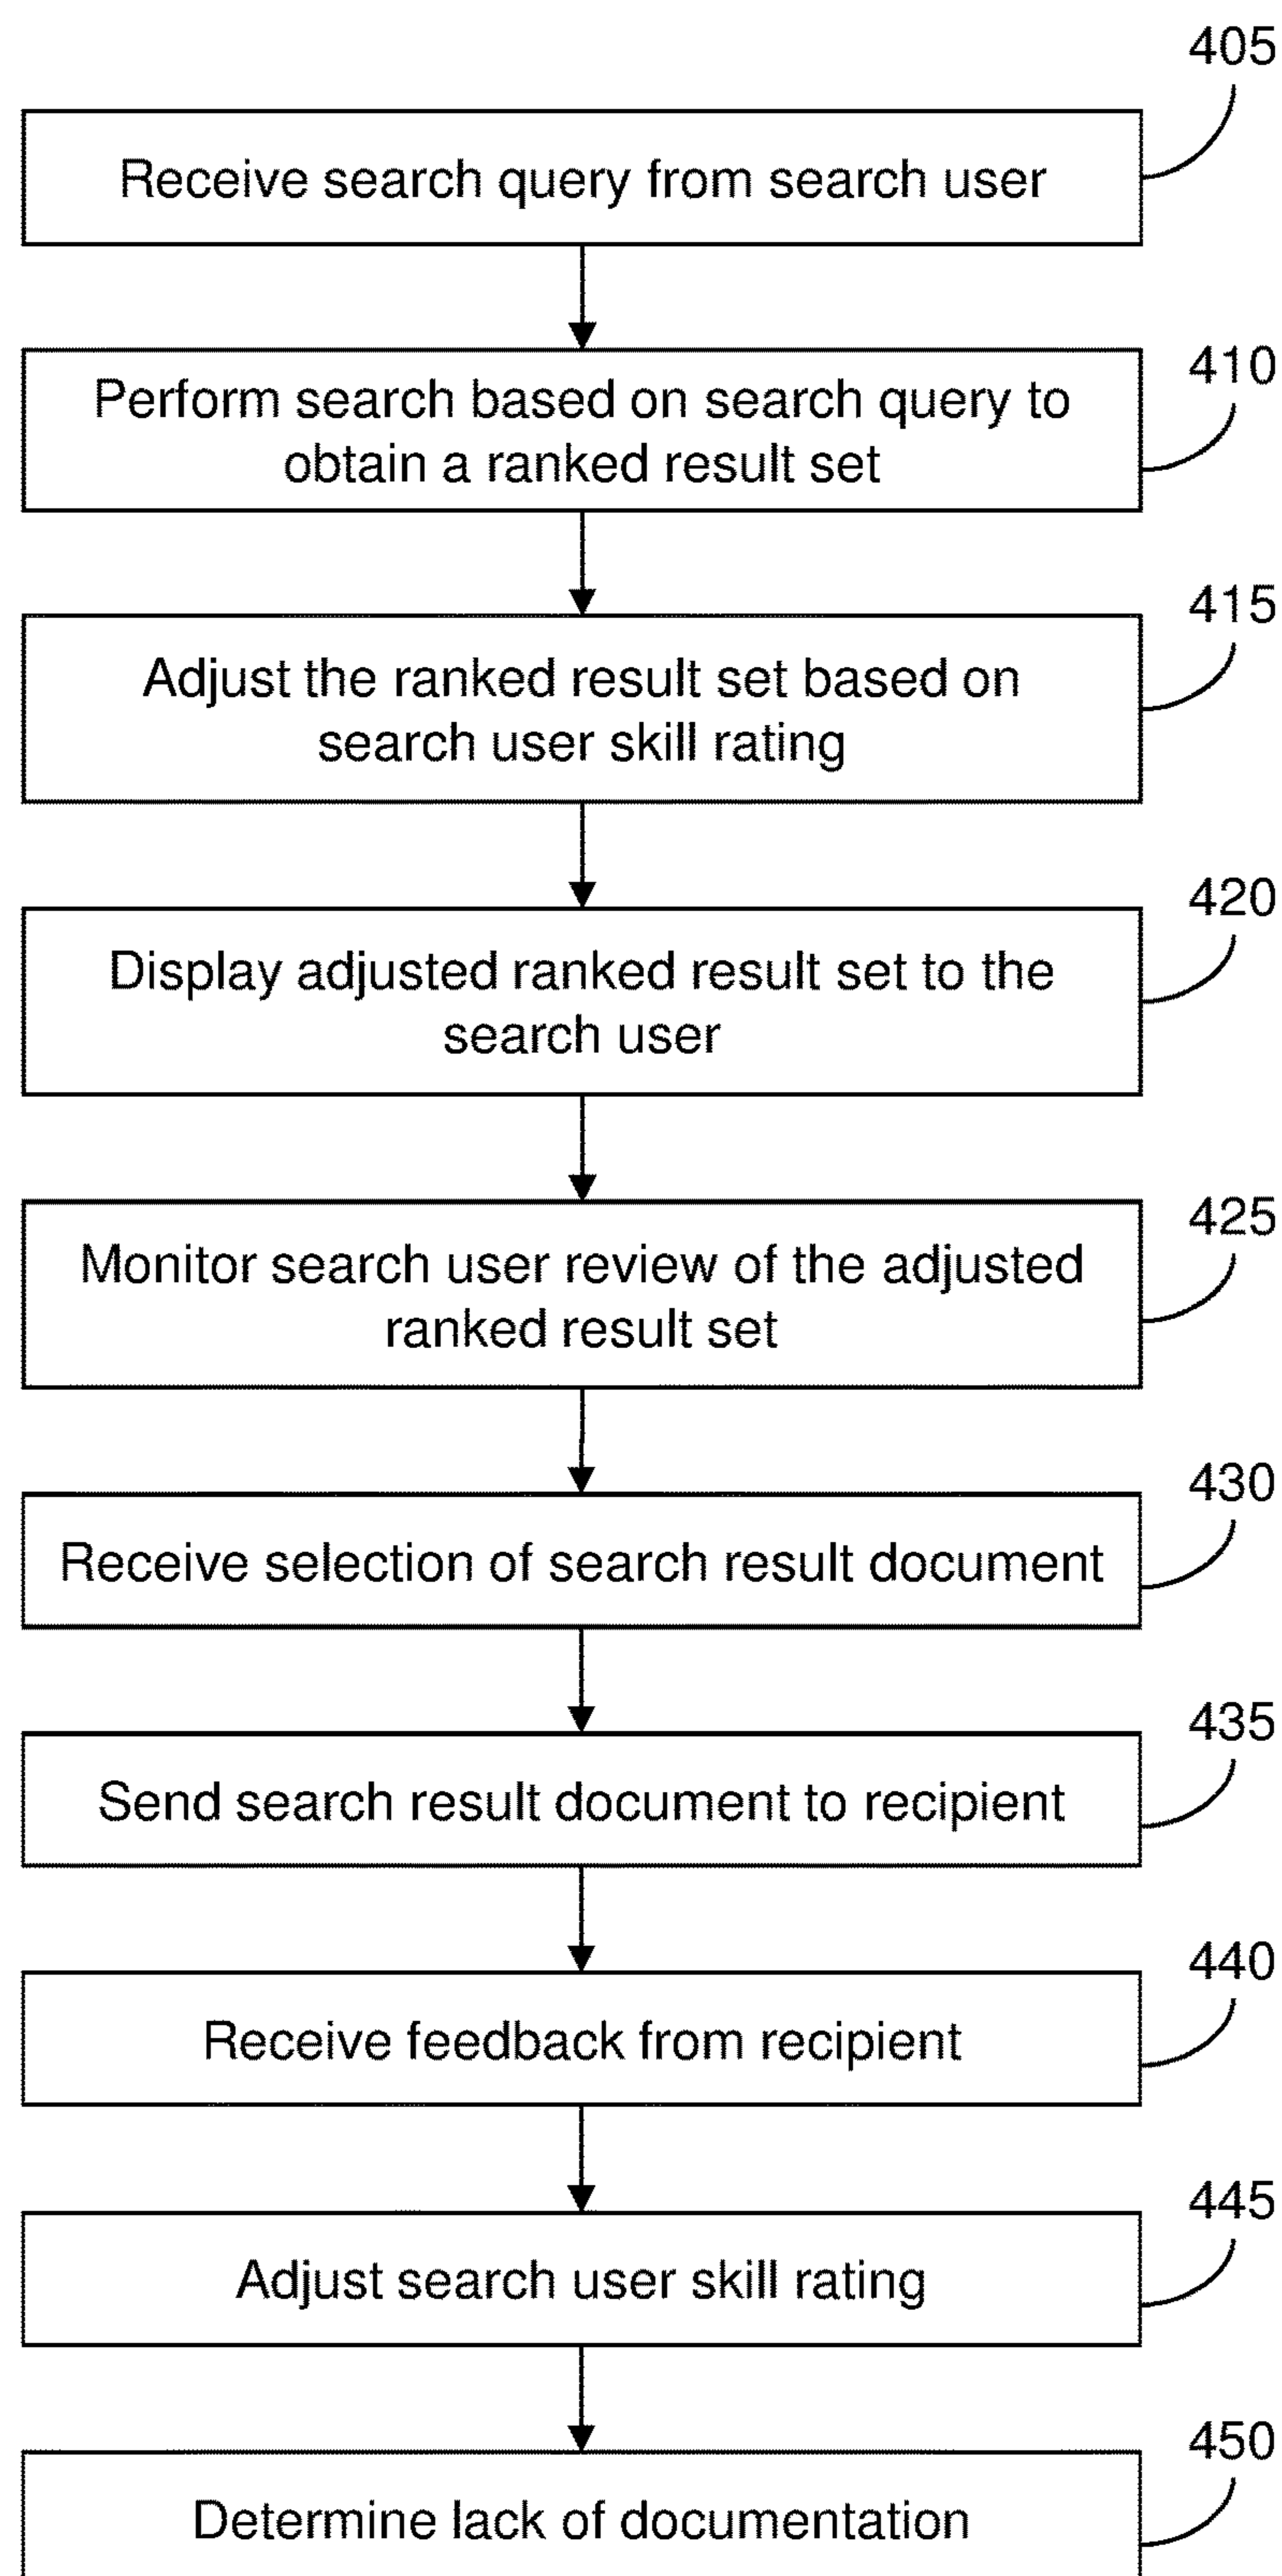 405
Receive search query from search user
410
Perform search based on search query to
obtain a ranked result set
415
Adjust the ranked result set based on
search user skill rating
420
Display adjusted ranked result set to the
search user
425
Monitor search user review of the adjusted
ranked result set
430
Receive selection of search result document
435
Send search result document to recipient
440
Receive feedback from recipient
445
Adjust search user skill rating
450
Determine lack of documentation